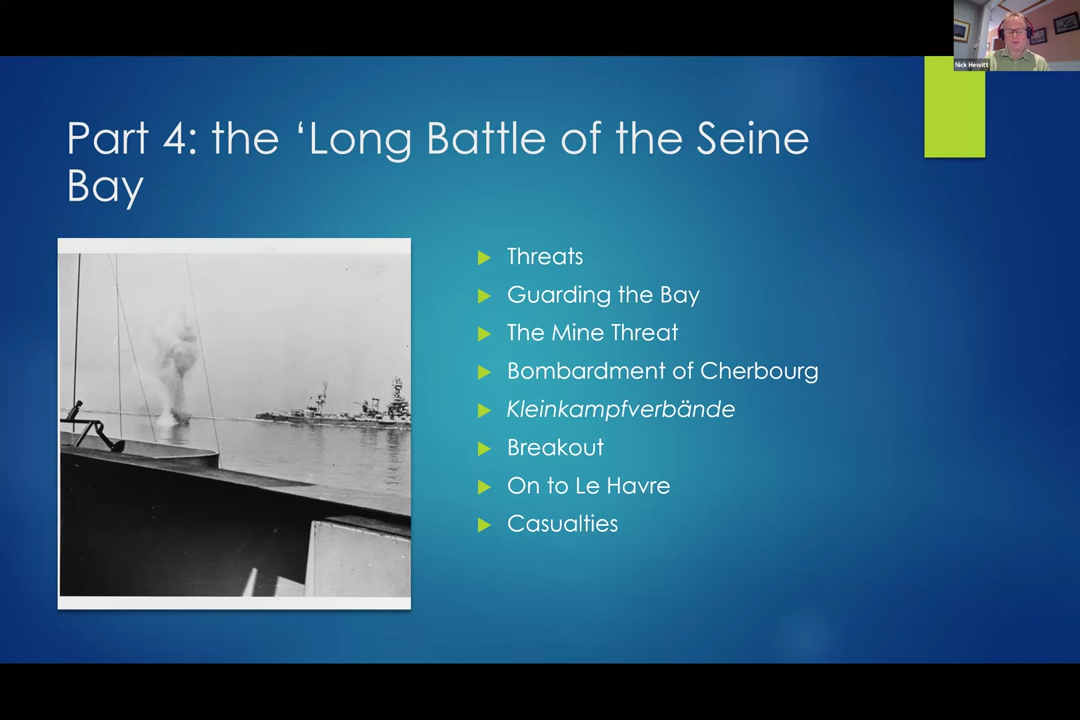 Nick Hewitt
Part 4: the ‘Long Battle of the Seine
Bay
Threats
Guarding the Bay
The Mine Threat
Bombardment of Cherbourg
Kleinkampfverbände
Breakout
On to Le Havre
Casualties